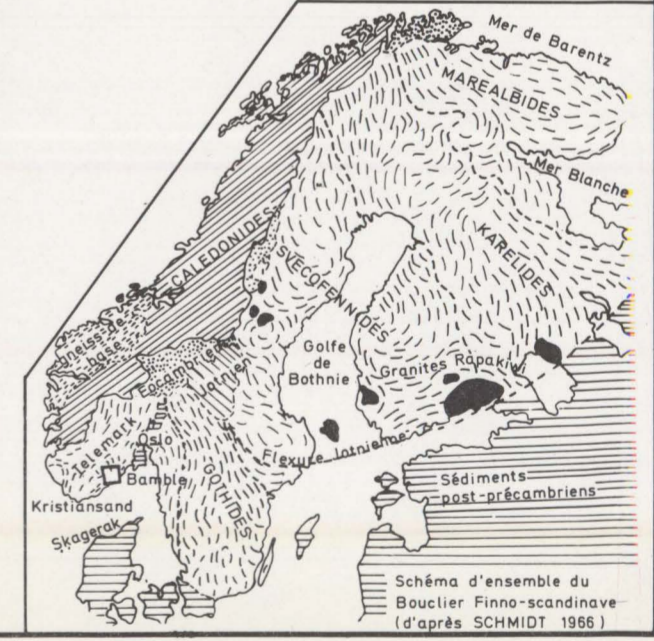 Mer de Barentz
MAREALBIDES
Mer Blanche
CALEDONIDES
SVECOFENNIDES
KARELIDES
gneiss de
base
Eocambrien
Jotnien
Golfe
de
Bothnie
Granites Rapakiwi
Telemark
Oslo
Flexure Jotnienne
GOTHIDES
Bamble
Kristiansand
Skagerak
Sédiments
post-précambriens
Schéma d'ensemble du
Bouclier Finno-scandinave
(d'après SCHMIDT 1966)